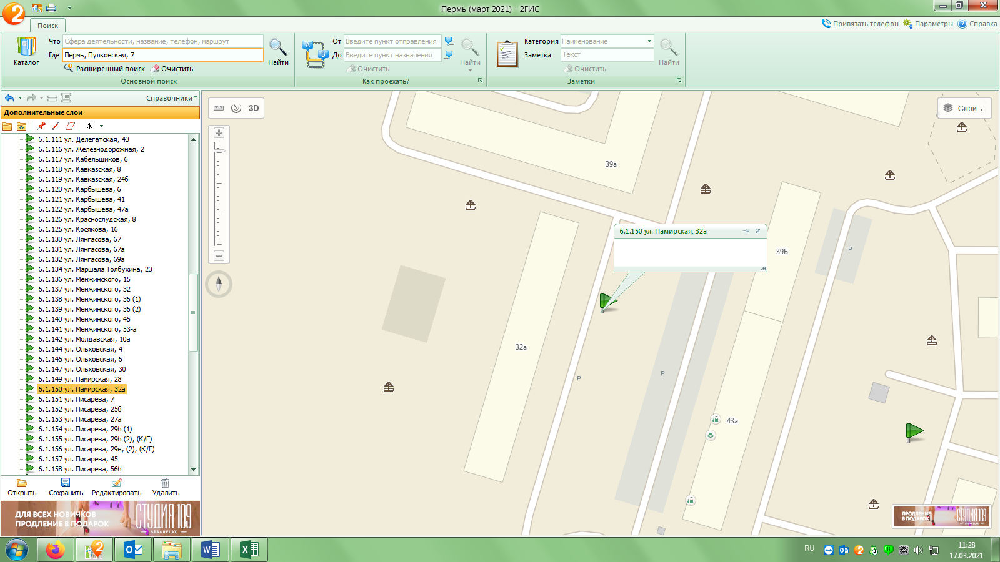 Пермь (март 2021) - 2ГИС
Поиск
Привязать телефон
Параметры
Справка
Каталог
Что
Сфера деятельности, название, телефон, маршрут
Где
Пермь, Пулковская, 7
Расширенный поиск
Очистить
Найти
Основной поиск
От
Введите пункт отправления
До
Введите пункт назначения
Очистить
Найти
Как проехать?
Категория
Наименование
Заметка
Текст
Очистить
Найти
Заметки
Справочники
Дополнительные слои
6.1.111 ул. Делегатская, 43
6.1.116 ул. Железнодорожная, 2
6.1.117 ул. Кабельщиков, 6
6.1.118 ул. Кавказская, 8
6.1.119 ул. Кавказская, 24б
6.1.120 ул. Карбышева, 6
6.1.121 ул. Карбышева, 41
6.1.122 ул. Карбышева, 47а
6.1.126 ул. Краснослудская, 8
6.1.125 ул. Косякова, 16
6.1.130 ул. Лянгасова, 67
6.1.131 ул. Лянгасова, 67а
6.1.132 ул. Лянгасова, 69а
6.1.134 ул. Маршала Толбухина, 23
6.1.136 ул. Менжинского, 15
6.1.137 ул. Менжинского, 32
6.1.138 ул. Менжинского, 36 (1)
6.1.139 ул. Менжинского, 36 (2)
6.1.140 ул. Менжинского, 45
6.1.141 ул. Менжинского, 53-а
6.1.142 ул. Молдавская, 10а
6.1.144 ул. Ольховская, 4
6.1.145 ул. Ольховская, 6
6.1.147 ул. Ольховская, 30
6.1.149 ул. Памирская, 28
6.1.150 ул. Памирская, 32а
6.1.151 ул. Писарева, 7
6.1.152 ул. Писарева, 25б
6.1.153 ул. Писарева, 27а
6.1.154 ул. Писарева, 29б (1)
6.1.155 ул. Писарева, 29б (2), (К/Г)
6.1.156 ул. Писарева, 29в, (2), (К/Г)
6.1.157 ул. Писарева, 45
6.1.158 ул. Писарева, 56б
Открыть
Сохранить
Редактировать
Удалить
ДЛЯ ВСЕХ НОВИЧКОВ
ПРОДЛЕНИЕ В ПОДАРОК
СТУДИЯ 109
SPA & RELAX
3D
Слои
39а
6.1.150 ул. Памирская, 32а
39Б
P
32а
P
P
43а
ПРОДЛЕНИЕ
В ПОДАРОК
СТУДИЯ 109
RU
11:28
17.03.2021